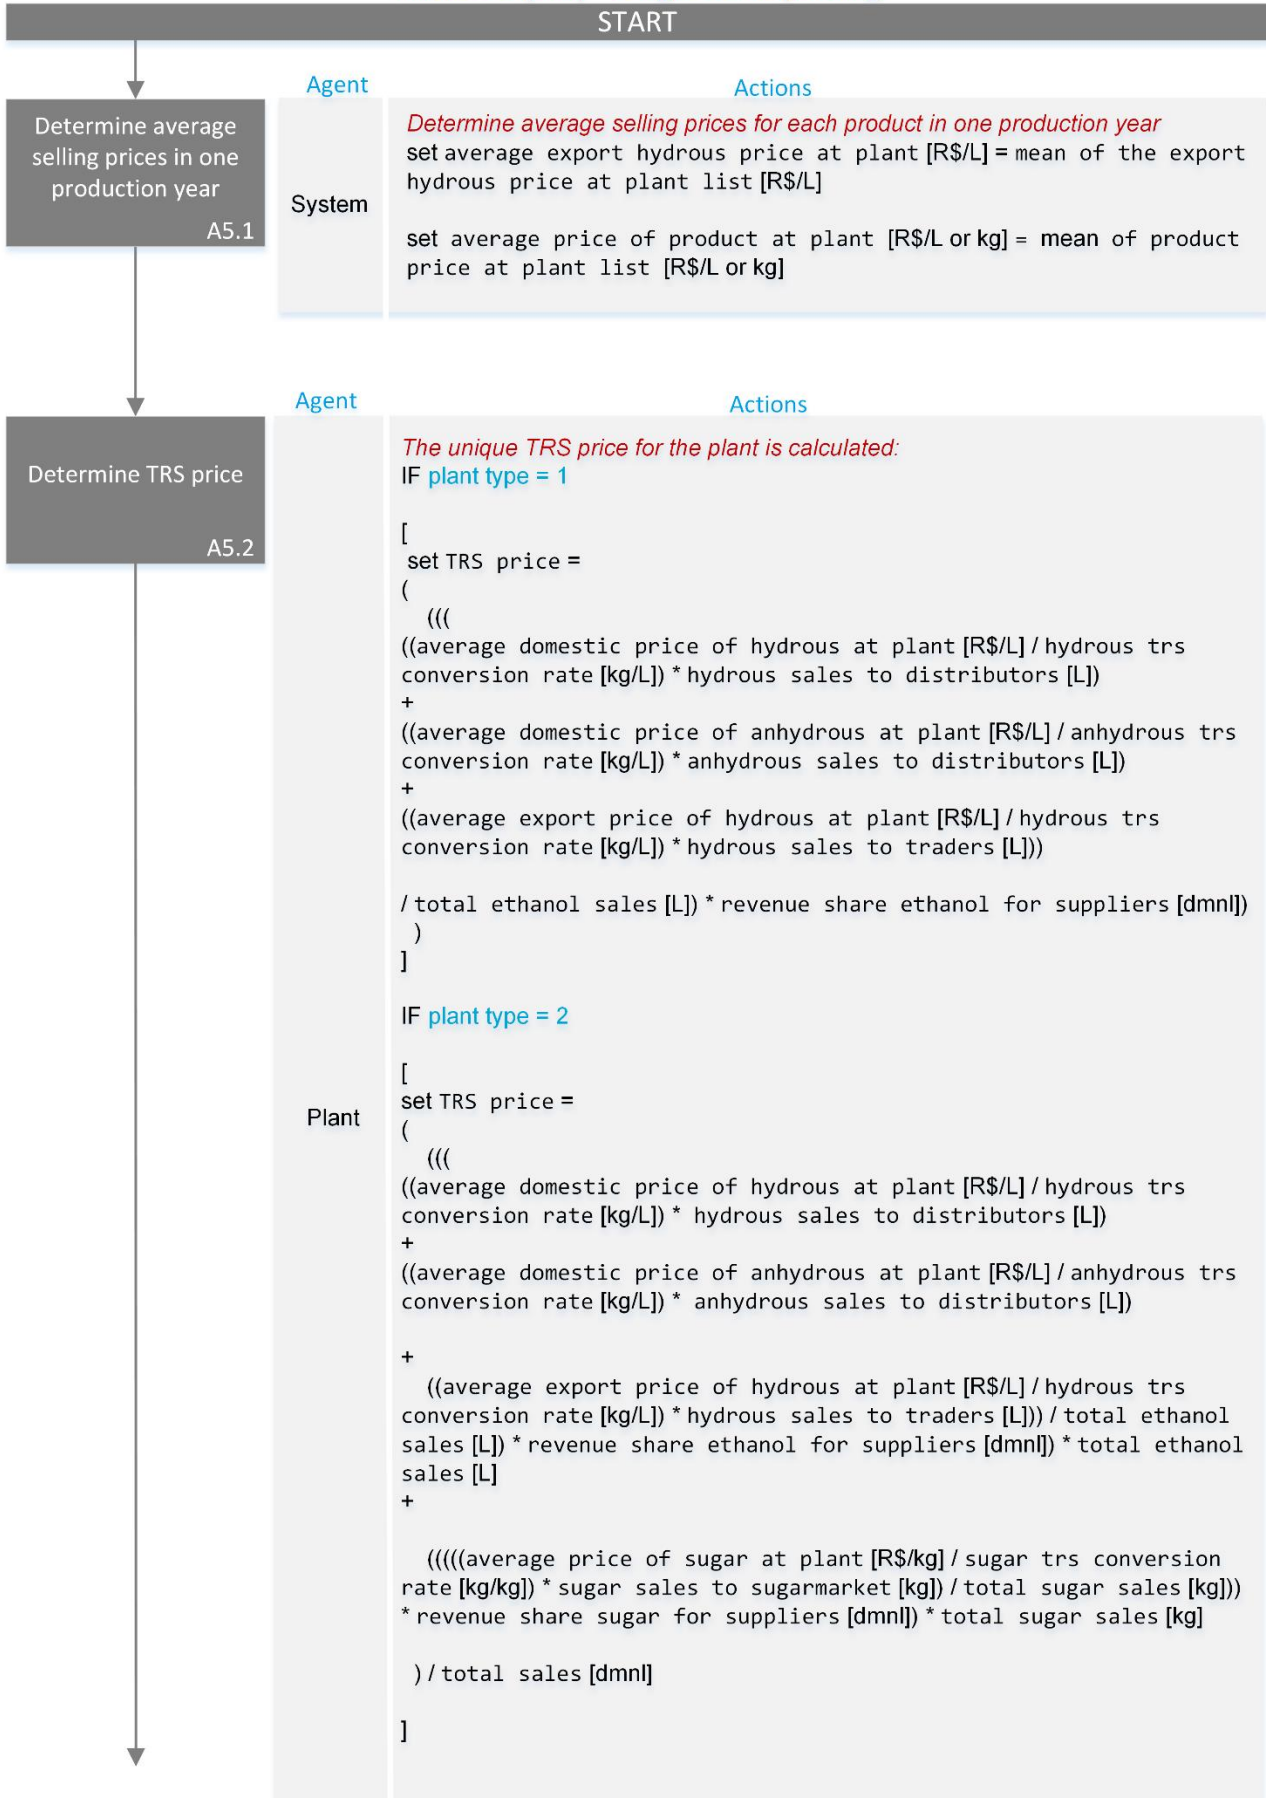 START
Agent
Actions
Determine average
selling prices in one
production year
A5.1
System
Determine average selling prices for each product in one production year
set average export hydrous price at plant [R$/L] = mean of the export
hydrous price at plant list [R$/L]
set average price of product at plant [R$/L or kg] = mean of product
price at plant list [R$/L or kg]
Agent
Actions
Determine TRS price
A5.2
Plant
The unique TRS price for the plant is calculated:
IF plant type = 1
[
set TRS price =
(
(((
((average domestic price of hydrous at plant [R$/L] / hydrous trs
conversion rate [kg/L]) * hydrous sales to distributors [L])
+
((average domestic price of anhydrous at plant [R$/L] / anhydrous trs
conversion rate [kg/L]) * anhydrous sales to distributors [L])
+
((average export price of hydrous at plant [R$/L] / hydrous trs
conversion rate [kg/L]) * hydrous sales to traders [L]))
/ total ethanol sales [L]) * revenue share ethanol for suppliers [dmnl])
)
]
IF plant type = 2
[
set TRS price =
(
(((
((average domestic price of hydrous at plant [R$/L] / hydrous trs
conversion rate [kg/L]) * hydrous sales to distributors [L])
+
((average domestic price of anhydrous at plant [R$/L] / anhydrous trs
conversion rate [kg/L]) * anhydrous sales to distributors [L])
+
((average export price of hydrous at plant [R$/L] / hydrous trs
conversion rate [kg/L]) * hydrous sales to traders [L])) / total ethanol
sales [L]) * revenue share ethanol for suppliers [dmnl]) * total ethanol
sales [L]
+
(((((average price of sugar at plant [R$/kg] / sugar trs conversion
rate [kg/kg]) * sugar sales to sugarmarket [kg]) / total sugar sales [kg]))
* revenue share sugar for suppliers [dmnl]) * total sugar sales [kg]
) / total sales [dmnl]
]